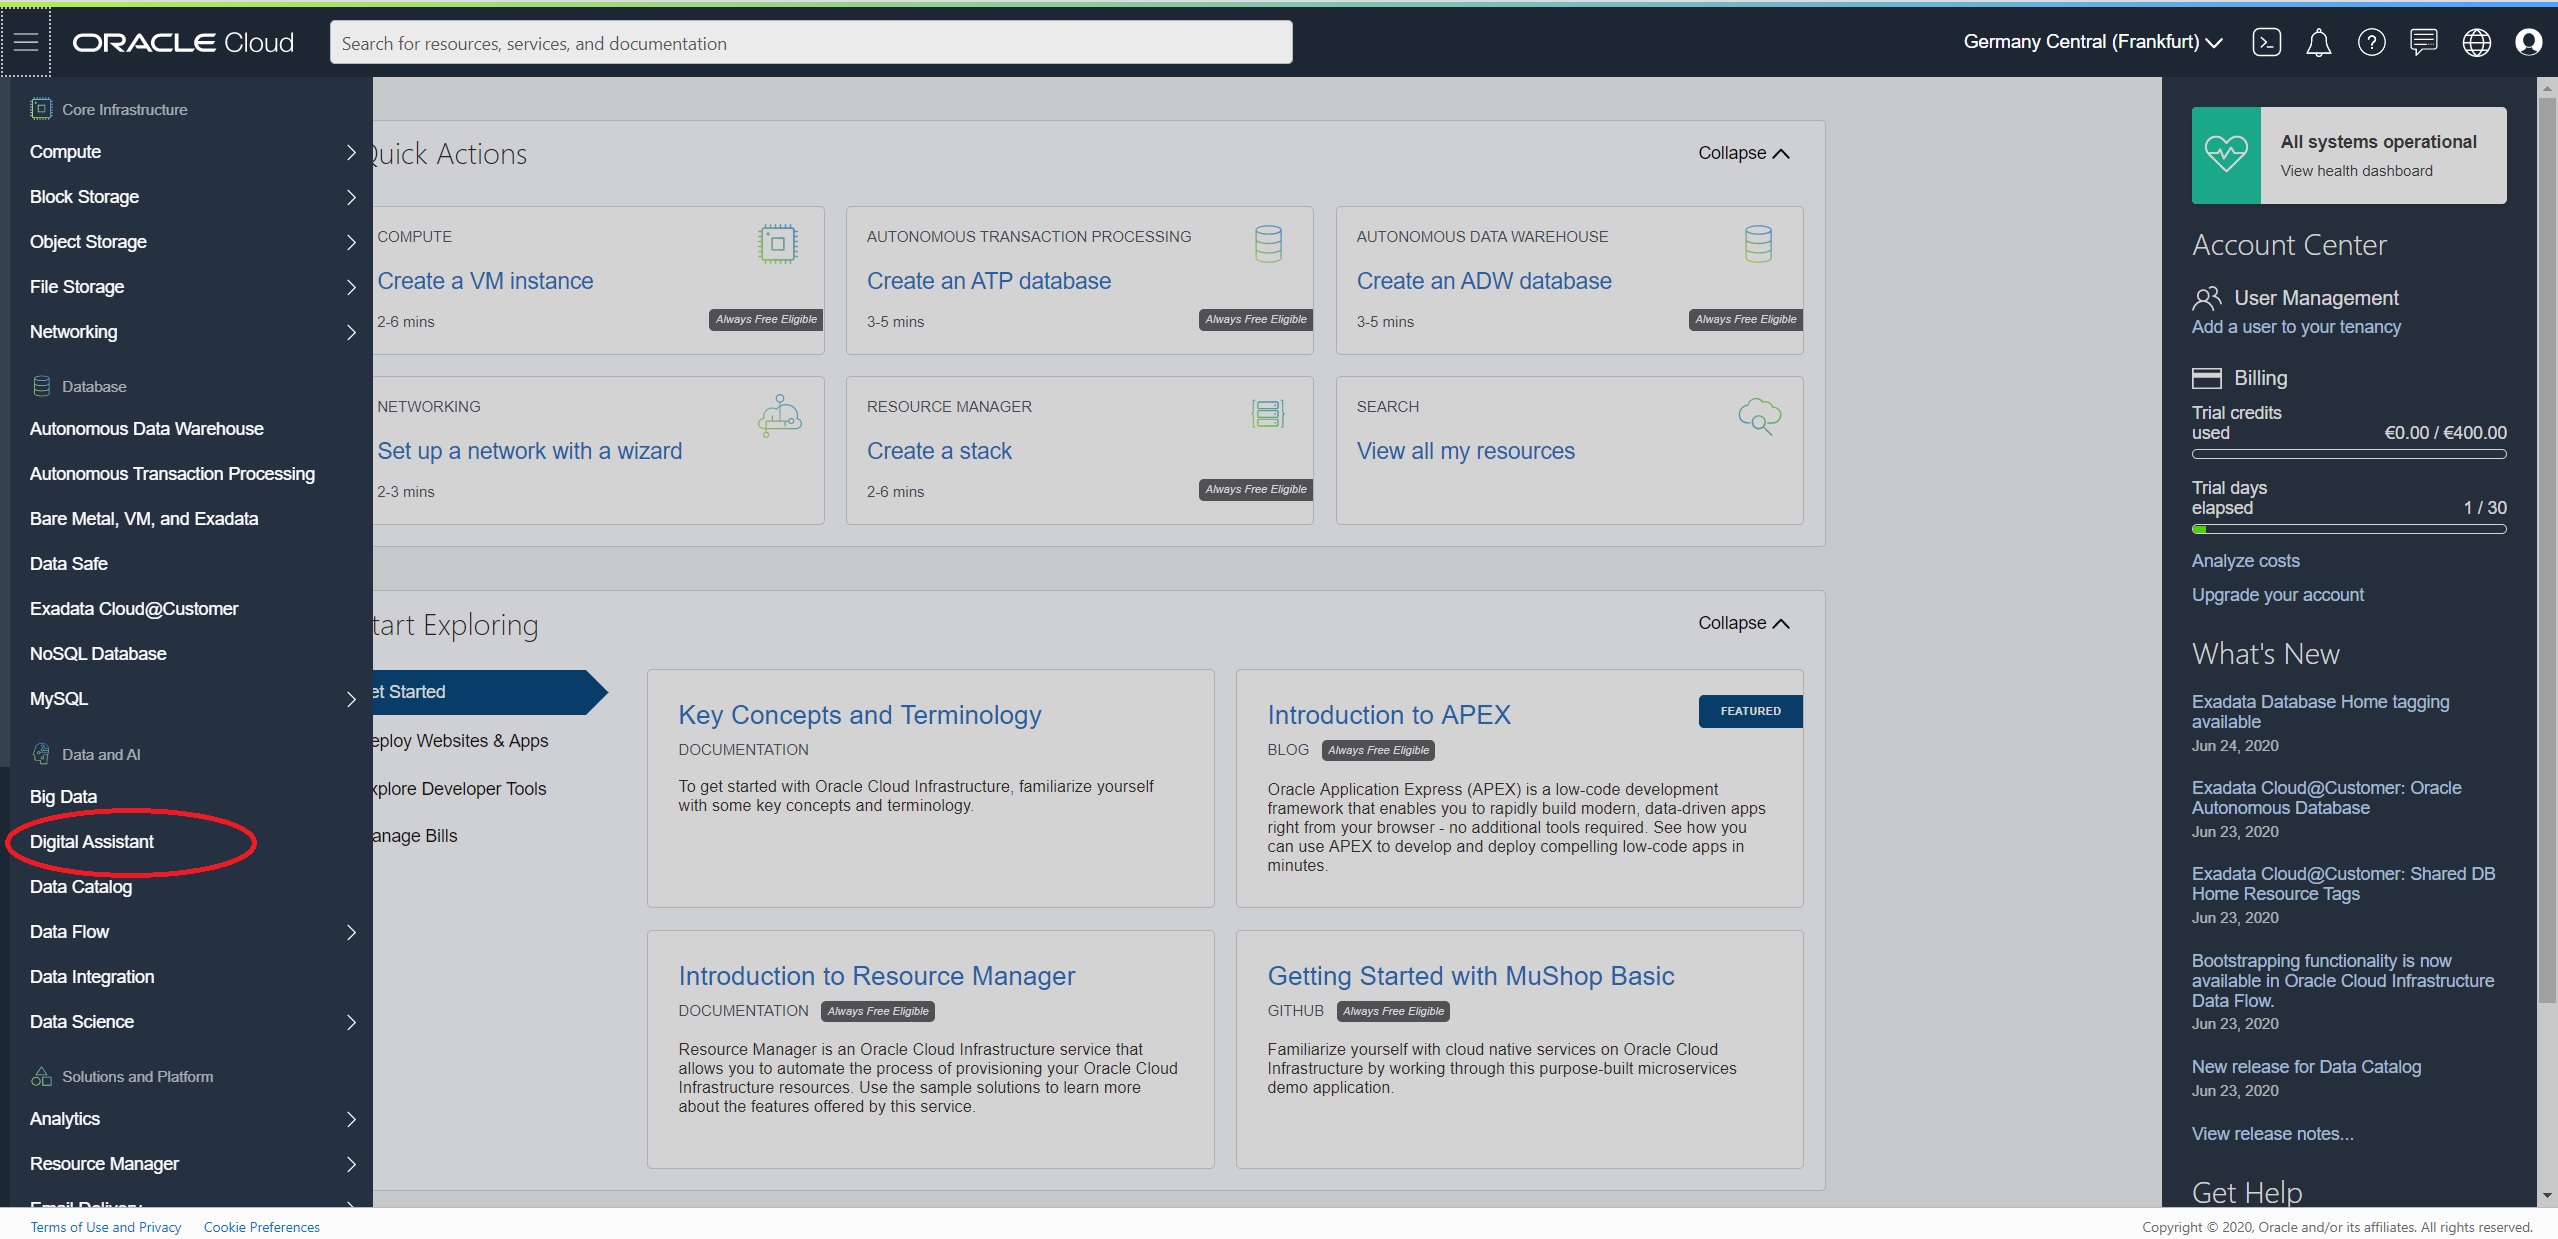 ORACLE Cloud
Search for resources, services, and documentation
Germany Central (Frankfurt)
Core Infrastructure
Compute
Block Storage
Object Storage
File Storage
Networking
Database
Autonomous Data Warehouse
Autonomous Transaction Processing
Bare Metal, VM, and Exadata
Data Safe
Exadata Cloud@Customer
NoSQL Database
MySQL
Data and AI
Big Data
Digital Assistant
Data Catalog
Data Flow
Data Integration
Data Science
Solutions and Platform
Analytics
Resource Manager
Email Delivery
Quick Actions
Collapse
COMPUTE
Create a VM instance
2-6 mins
Always Free Eligible
AUTONOMOUS TRANSACTION PROCESSING
Create an ATP database
3-5 mins
Always Free Eligible
AUTONOMOUS DATA WAREHOUSE
Create an ADW database
3-5 mins
Always Free Eligible
NETWORKING
Set up a network with a wizard
2-3 mins
RESOURCE MANAGER
Create a stack
2-6 mins
Always Free Eligible
SEARCH
View all my resources
tart Exploring
Collapse
et Started
eploy Websites & Apps
xplore Developer Tools
anage Bills
Key Concepts and Terminology
DOCUMENTATION
To get started with Oracle Cloud Infrastructure, familiarize yourself
with some key concepts and terminology.
Introduction to APEX
FEATURED
BLOG Always Free Eligible
Oracle Application Express (APEX) is a low-code development
framework that enables you to rapidly build modern, data-driven apps
right from your browser - no additional tools required. See how you
can use APEX to develop and deploy compelling low-code apps in
minutes.
Introduction to Resource Manager
DOCUMENTATION Always Free Eligible
Resource Manager is an Oracle Cloud Infrastructure service that
allows you to automate the process of provisioning your Oracle Cloud
Infrastructure resources. Use the sample solutions to learn more
about the features offered by this service.
Getting Started with MuShop Basic
GITHUB Always Free Eligible
Familiarize yourself with cloud native services on Oracle Cloud
Infrastructure by working through this purpose-built microservices
demo application.
All systems operational
View health dashboard
Account Center
User Management
Add a user to your tenancy
Billing
Trial credits
used €0.00 / €400.00
Trial days
elapsed 1 / 30
Analyze costs
Upgrade your account
What's New
Exadata Database Home tagging
available
Jun 24, 2020
Exadata Cloud@Customer: Oracle
Autonomous Database
Jun 23, 2020
Exadata Cloud@Customer: Shared DB
Home Resource Tags
Jun 23, 2020
Bootstrapping functionality is now
available in Oracle Cloud Infrastructure
Data Flow.
Jun 23, 2020
New release for Data Catalog
Jun 23, 2020
View release notes...
Get Help
Terms of Use and Privacy Cookie Preferences
Copyright © 2020, Oracle and/or its affiliates. All rights reserved.